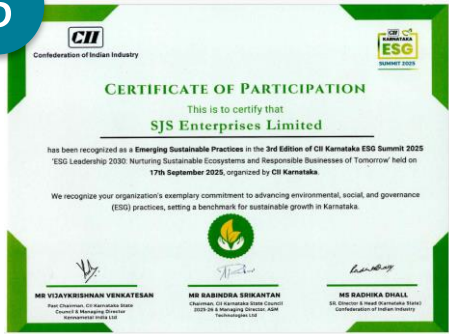 CII
Confederation of Indian Industry
CII
KARNATAKA
ESG
SUMMIT 2025
CERTIFICATE OF PARTICIPATION
This is to certify that
SJS Enterprises Limited
has been recognized as a Emerging Sustainable Practices in the 3rd Edition of CII Karnataka ESG Summit 2025
'ESG Leadership 2030: Nurturing Sustainable Ecosystems and Responsible Businesses of Tomorrow' held on
17th September 2025, organized by CII Karnataka.
We recognize your organization's exemplary commitment to advancing environmental, social, and governance
(ESG) practices, setting a benchmark for sustainable growth in Karnataka.
MR VIJAYKRISHNAN VENKATESAN
Past Chairman, CII Karnataka State
Council & Managing Director
Kennametal India Ltd
MR RABINDRA SRIKANTAN
Chairman, CII Karnataka State Council
2025-26 & Managing Director, ASM
Technologies Ltd
MS RADHIKA DHALL
SR. Director & Head (Karnataka State)
Confederation of Indian Industry